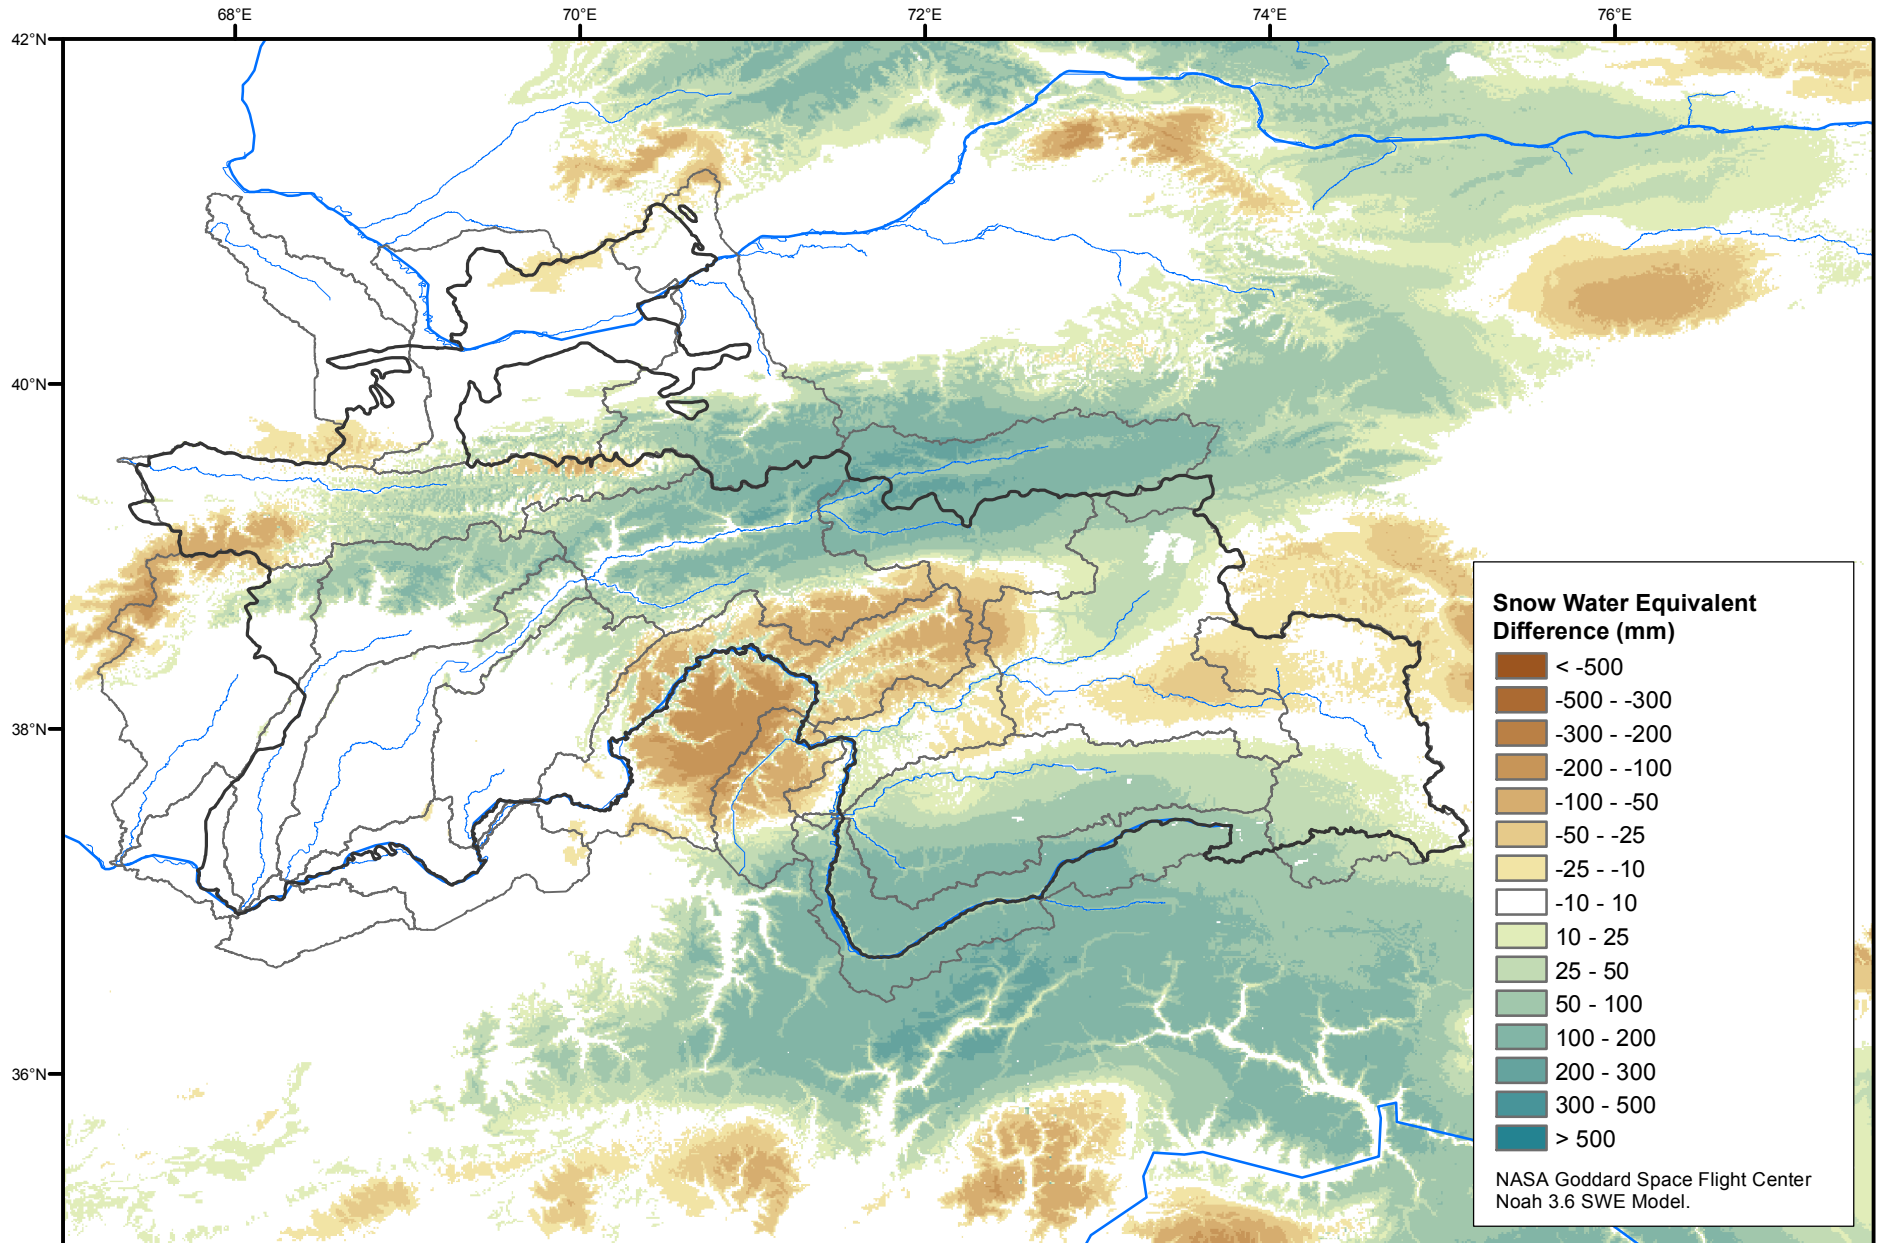 68°E
70°E
72°E
74°E
76°E
42°N
40°N
38°N
36°N
Snow Water Equivalent
Difference (mm)
< -500
-500 - -300
-300 - -200
-200 - -100
-100 - -50
-50 - -25
-25 - -10
-10 - 10
10 - 25
25 - 50
50 - 100
100 - 200
200 - 300
300 - 500
> 500
NASA Goddard Space Flight Center
Noah 3.6 SWE Model.